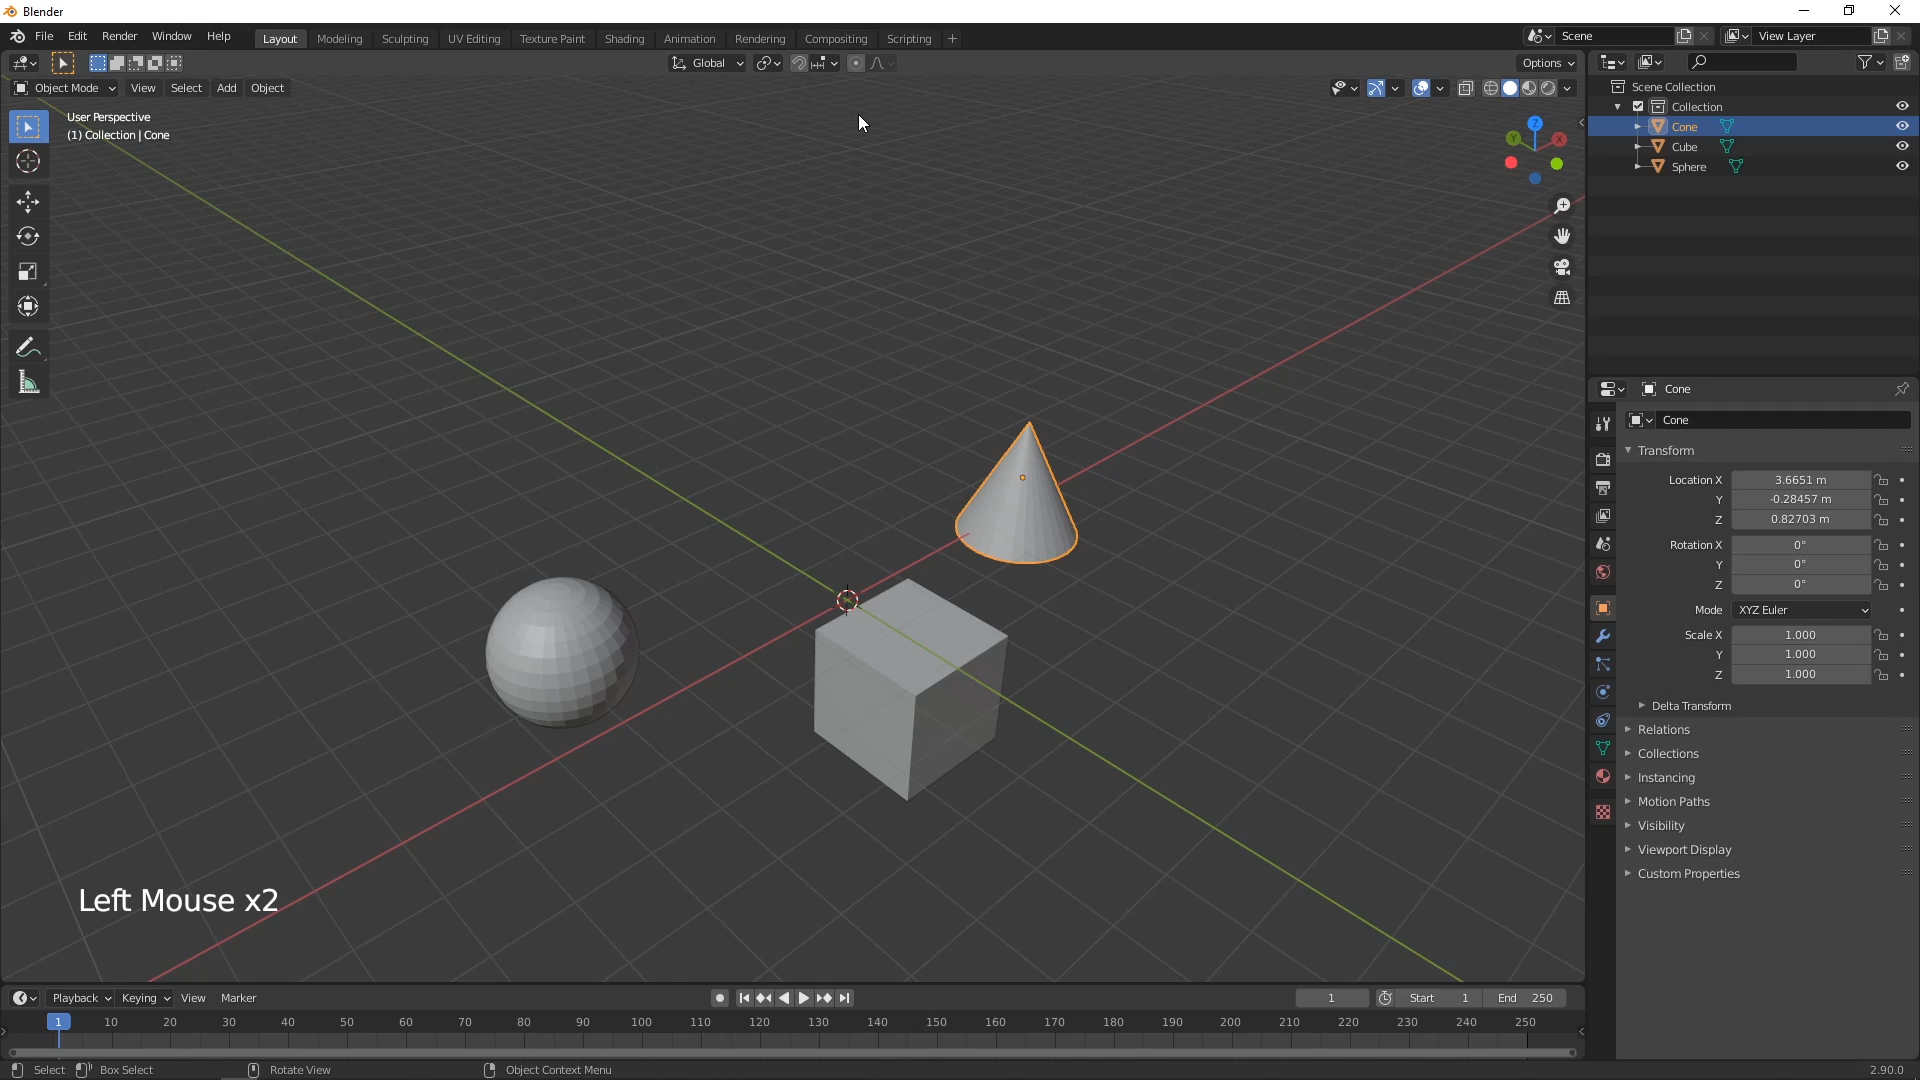 Blender
File Edit Render Window Help Layout Modeling Sculpting UV Editing Texture Paint Shading Animation Rendering Compositing Scripting + Scene View Layer
Global Options
Object Mode View Select Add Object
User Perspective
(1) Collection | Cone
Z
Y
X
Scene Collection
Collection
Cone
Cube
Sphere
Cone
Cone
Transform
Location X 3.6651 m
Y -0.28457 m
Z 0.82703 m
Rotation X 0°
Y 0°
Z 0°
Mode XYZ Euler
Scale X 1.000
Y 1.000
Z 1.000
Delta Transform
Relations
Collections
Instancing
Motion Paths
Visibility
Viewport Display
Custom Properties
Left Mouse x2
Playback Keying View Marker 1 Start 1 End 250
1 10 20 30 40 50 60 70 80 90 100 110 120 130 140 150 160 170 180 190 200 210 220 230 240 250
Select Box Select Rotate View Object Context Menu 2.90.0